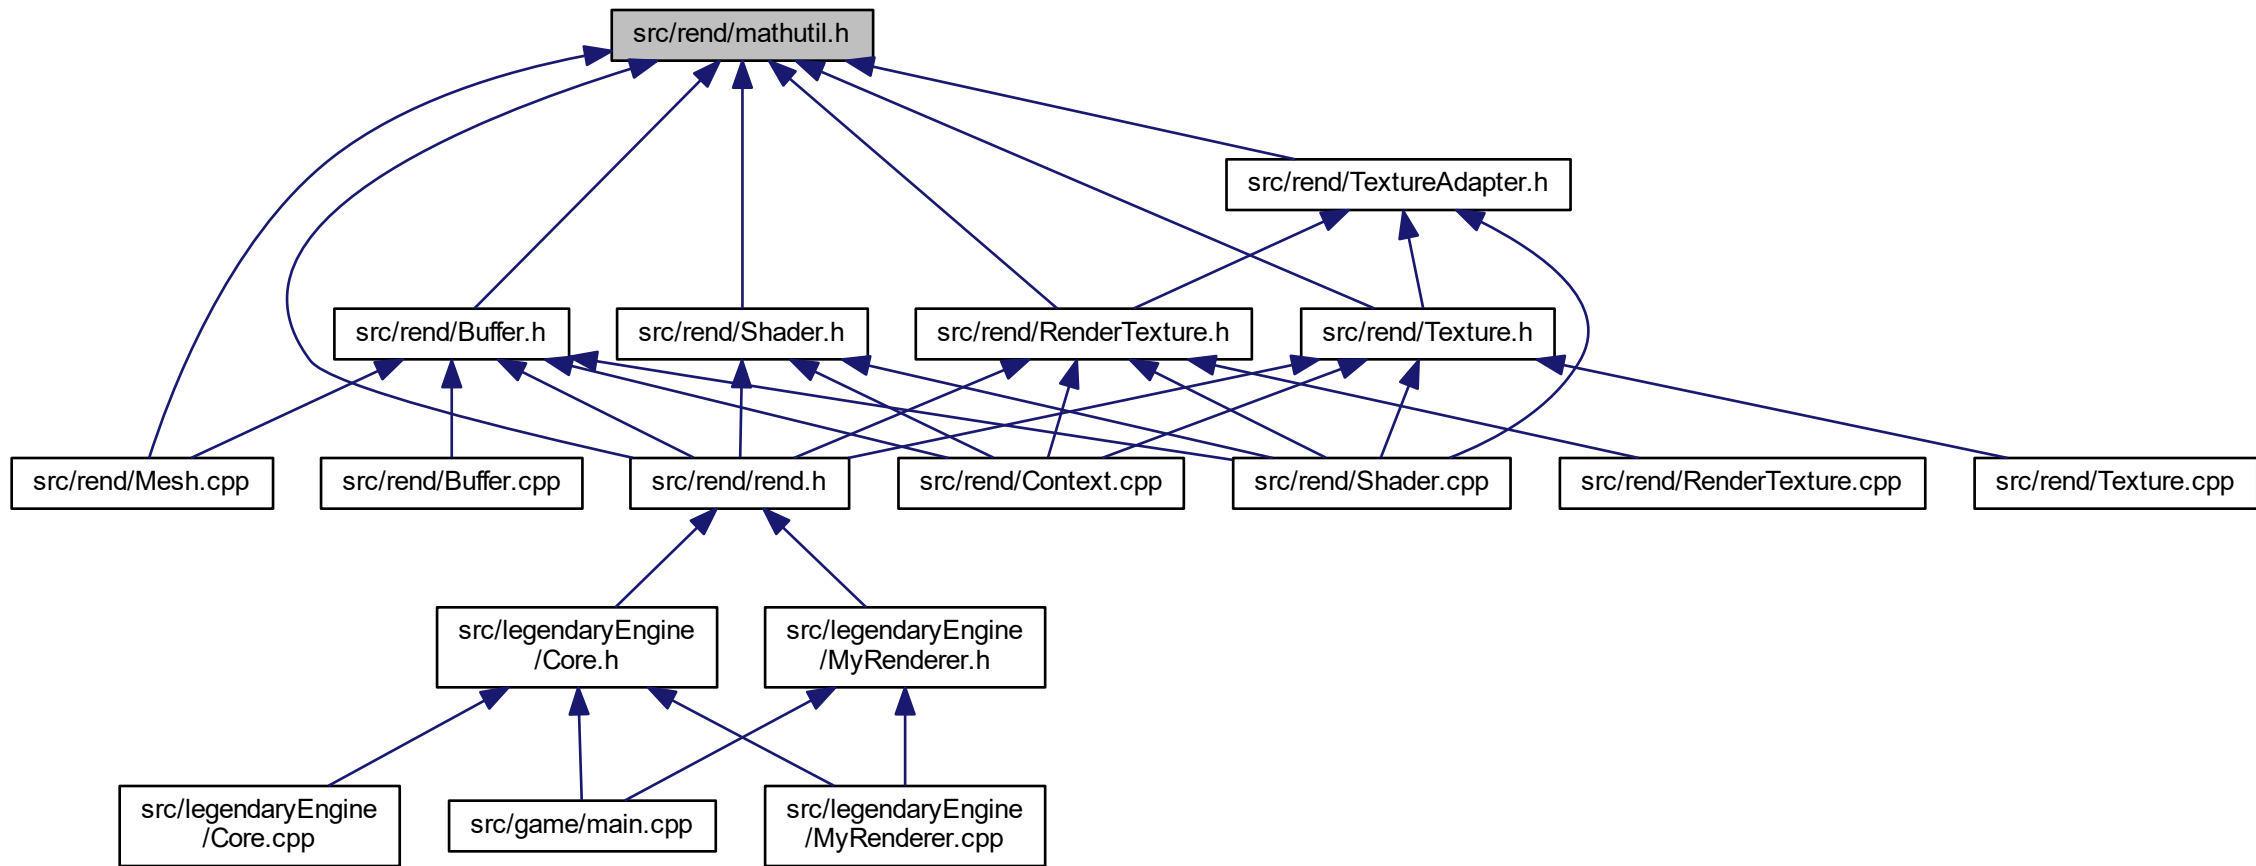 src/rend/mathutil.h
src/rend/TextureAdapter.h
src/rend/Buffer.h
src/rend/Shader.h
src/rend/RenderTexture.h
src/rend/Texture.h
src/rend/Mesh.cpp
src/rend/Buffer.cpp
src/rend/rend.h
src/rend/Context.cpp
src/rend/Shader.cpp
src/rend/RenderTexture.cpp
src/rend/Texture.cpp
src/legendaryEngine
/Core.h
src/legendaryEngine
/MyRenderer.h
src/legendaryEngine
/Core.cpp
src/game/main.cpp
src/legendaryEngine
/MyRenderer.cpp